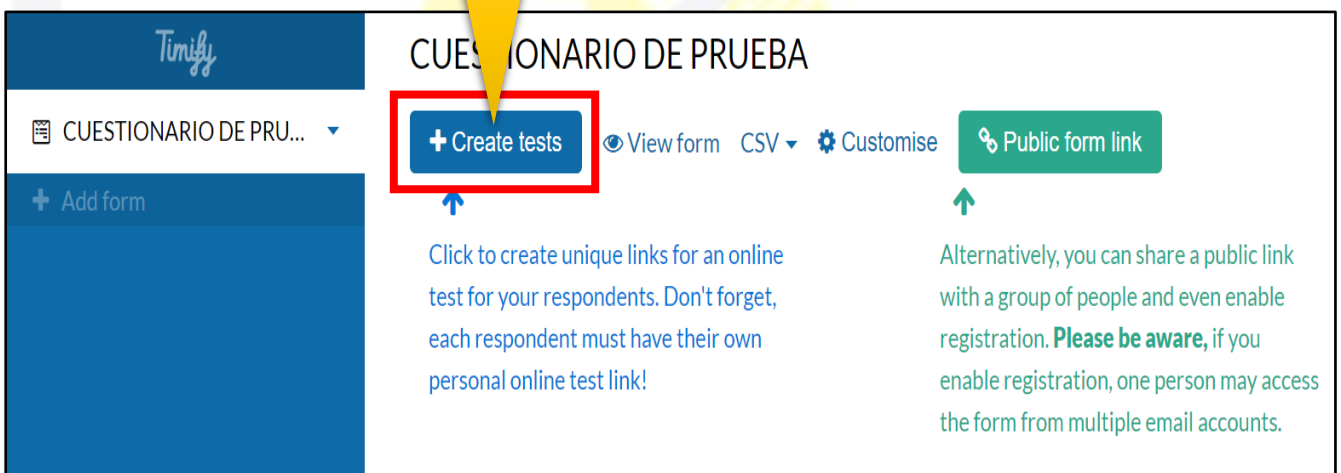 Timify
CUESTIONARIO DE PRU...
+ Add form
CUES IONARIO DE PRUEBA
+ Create tests
View form
CSV
Customise
Public form link
Click to create unique links for an online
test for your respondents. Don't forget,
each respondent must have their own
personal online test link!
Alternatively, you can share a public link
with a group of people and even enable
registration. Please be aware, if you
enable registration, one person may access
the form from multiple email accounts.